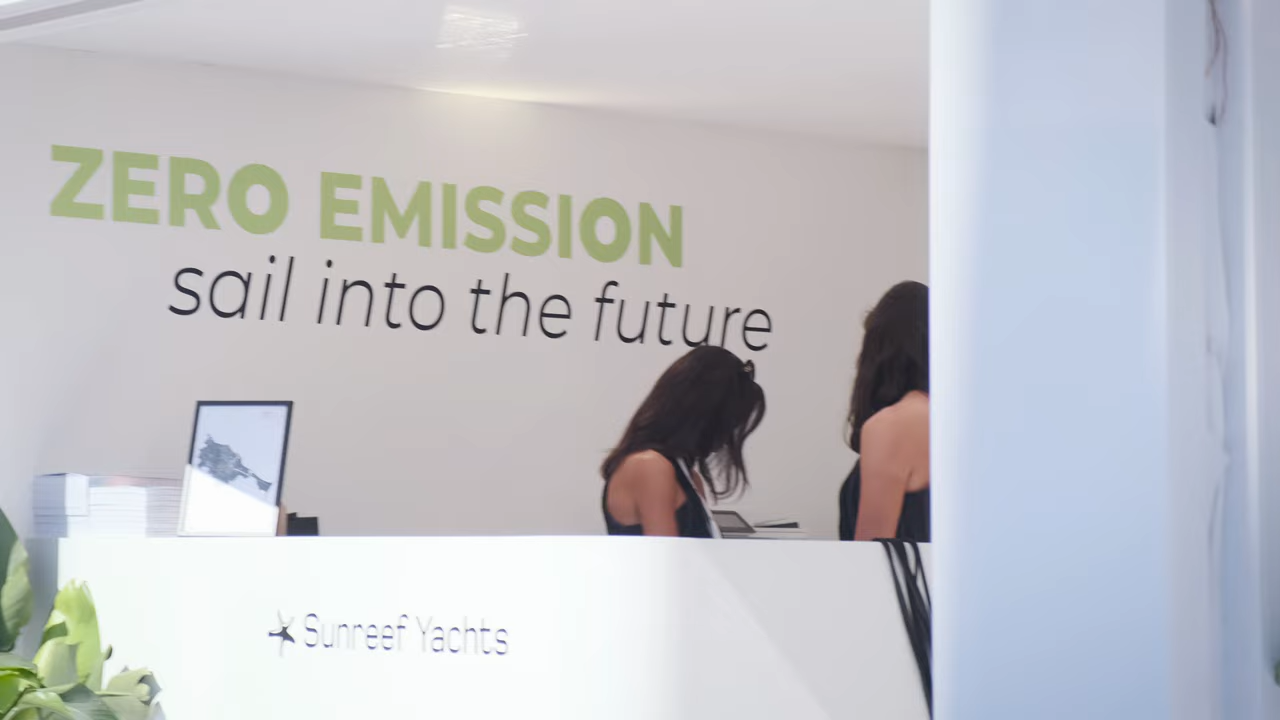 ZERO EMISSION
sail into the future
Sunreef Yachts